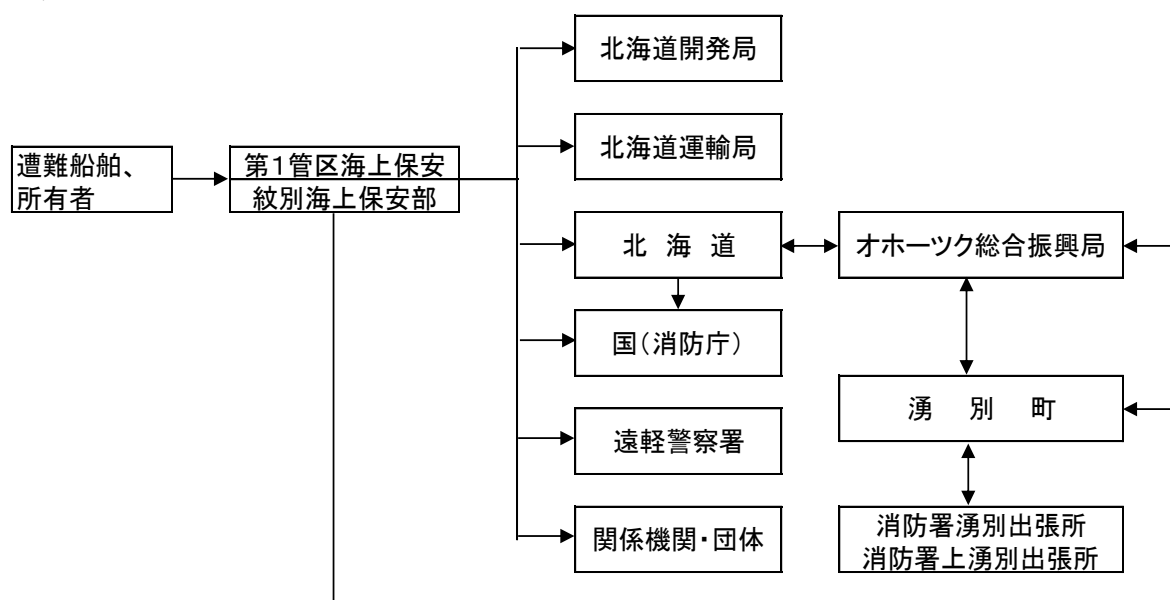 北海道開発局
北海道運輸局
遭難船舶、
所有者
第1管区海上保安
紋別海上保安部
北　海　道
オホーツク総合振興局
国(消防庁)
湧　別　町
遠軽警察署
関係機関・団体
消防署湧別出張所
消防署上湧別出張所